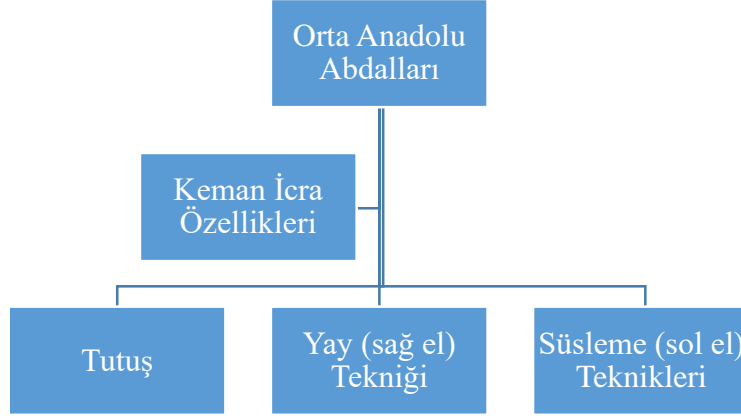 Orta Anadolu
Abdalları
Keman İcra
Özellikleri
Tutuş
Yay (sağ el)
Tekniği
Süsleme (sol el)
Teknikleri